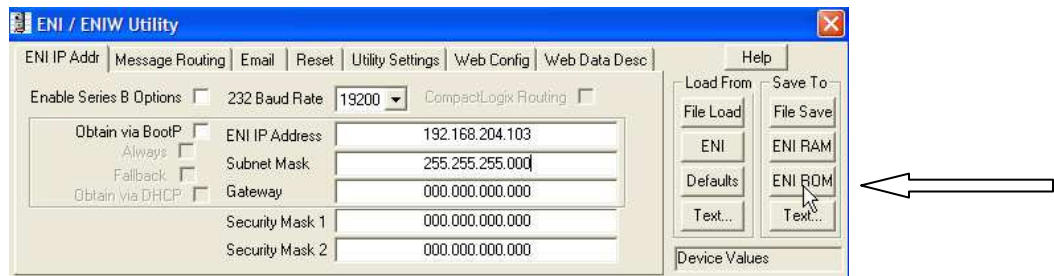 ENI / ENIW Utility
ENI IP Addr Message Routing Email Reset Utility Settings Web Config Web Data Desc Help
Enable Series B Options 232 Baud Rate 19200 CompactLogix Routing
Obtain via BootP ENI IP Address 192.168.204.103
Always
Fallback
Obtain via DHCP
Subnet Mask 255.255.255.000
Gateway 000.000.000.000
Security Mask 1 000.000.000.000
Security Mask 2 000.000.000.000
Load From Save To
File Load File Save
ENI ENI RAM
Defaults ENI ROM
Text... Text...
Device Values